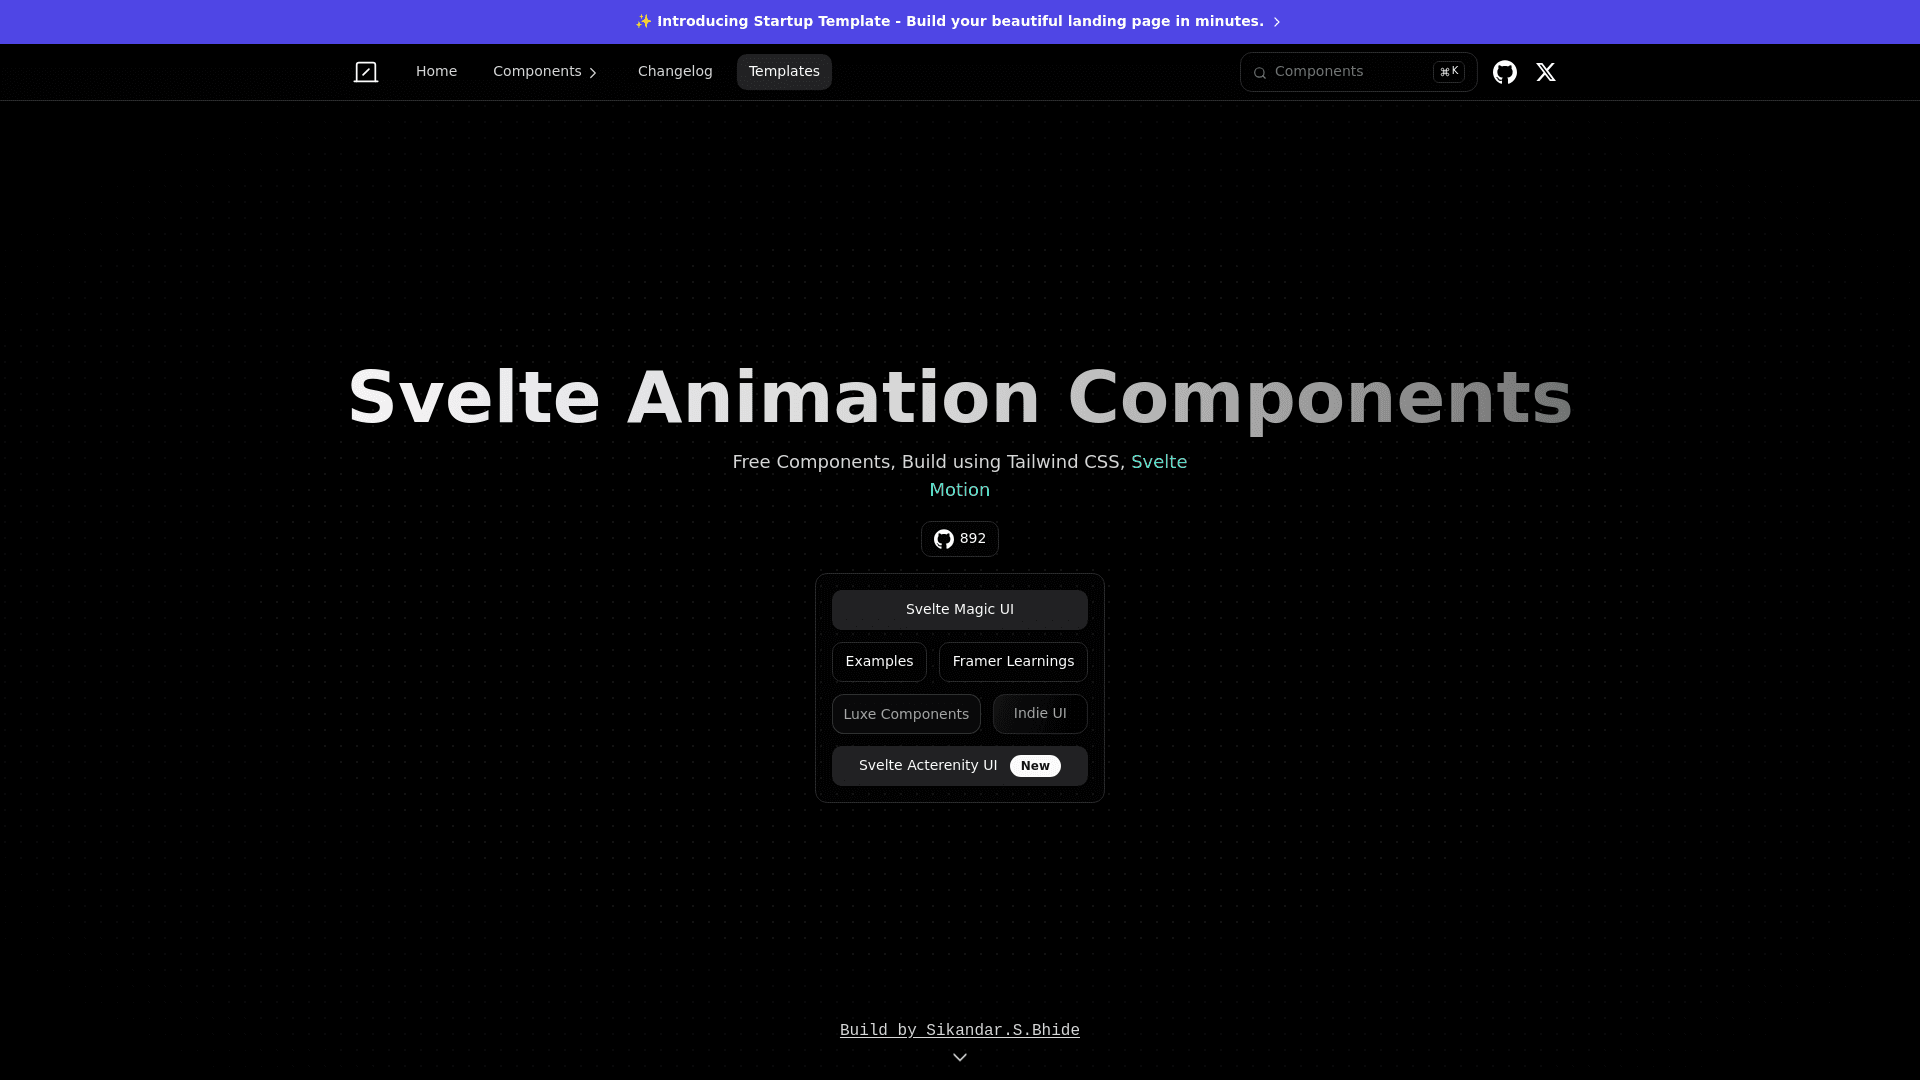 ✨ Introducing Startup Template - Build your beautiful landing page in minutes.
Home
Components
Changelog
Templates
Components
⌘K
Svelte Animation Components
Free Components, Build using Tailwind CSS, Svelte
Motion
892
Svelte Magic UI
Examples
Framer Learnings
Luxe Components
Indie UI
Svelte Acterenity UI New
Build by Sikandar.S.Bhide